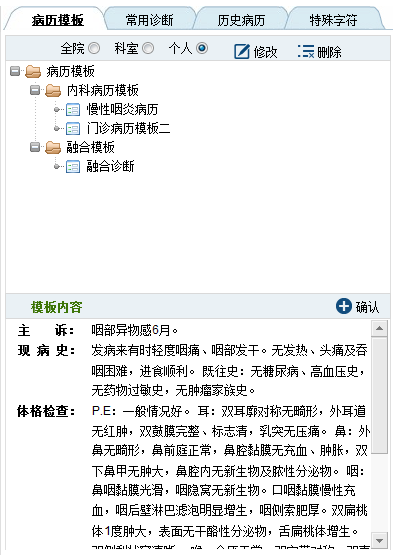 病历模板 常用诊断 历史病历 特殊字符
全院 科室 个人 修改 删除
病历模板
内科病历模板
慢性咽炎病历
门诊病历模板二
融合模板
融合诊断
模板内容 确认
主 诉： 咽部异物感6月。
现 病 史： 发病来有时轻度咽痛、咽部发干。无发热、头痛及吞
咽困难，进食顺利。 既往史：无糖尿病、高血压史，
无药物过敏史，无肿瘤家族史。
体格检查： P.E：一般情况好。 耳：双耳廓对称无畸形，外耳道
无红肿，双鼓膜完整、标志清，乳突无压痛。 鼻：外
鼻无畸形，鼻前庭正常，鼻腔黏膜无充血、肿胀，双
下鼻甲无肿大，鼻腔内无新生物及脓性分泌物。 咽：
鼻咽黏膜光滑，咽隐窝无新生物。口咽黏膜慢性充
血，咽后壁淋巴滤泡明显增生，咽侧索肥厚。双扁桃
体1度肿大，表面无干酪性分泌物，舌扁桃体增生。